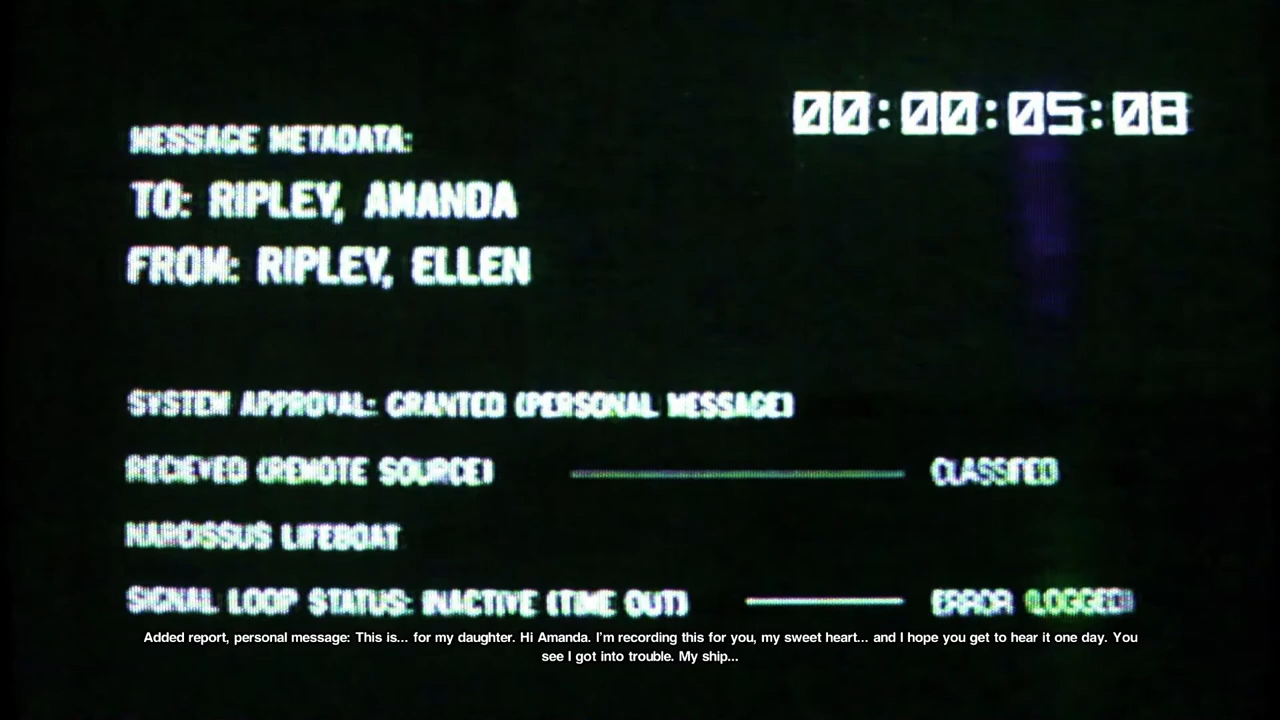 00:00:05:08
MESSAGE METADATA:
TO: RIPLEY, AMANDA
FROM: RIPLEY, ELLEN
SYSTEM APPROVAL: GRANTED (PERSONAL MESSAGE)
RECIEVED (REMOTE SOURCE) CLASSIFIED
NARCISSUS LIFEBOAT
SIGNAL LOOP STATUS: INACTIVE (TIME OUT) ERROR (LOGGED)
Added report, personal message: This is... for my daughter. Hi Amanda. I'm recording this for you, my sweet heart... and I hope you get to hear it one day. You
see I got into trouble. My ship...